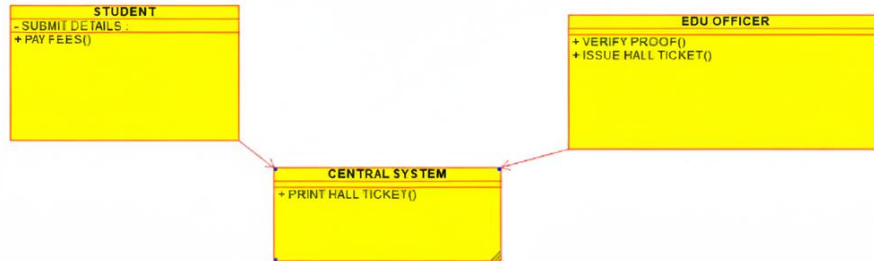 STUDENT
- SUBMIT DETAILS :
+ PAY FEES()
EDU OFFICER
+ VERIFY PROOF()
+ ISSUE HALL TICKET()
CENTRAL SYSTEM
+ PRINT HALL TICKET()